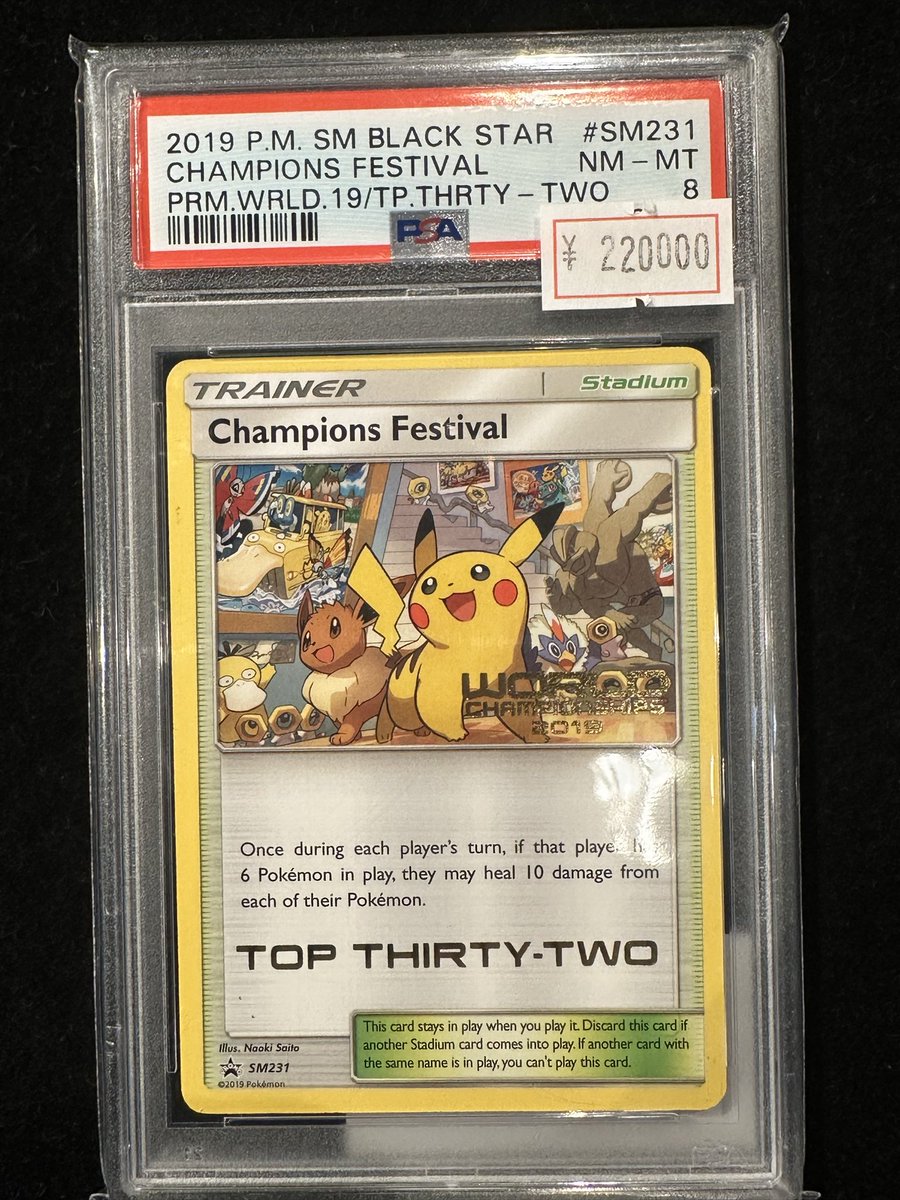 2019 P.M. SM BLACK STAR #SM231
CHAMPIONS FESTIVAL NM - MT
PRM.WRLD.19/TP.THRTY - TWO 8
PSA
¥ 220000
TRAINER Stadium
Champions Festival
WORLD
CHAMPIONSHIPS
2019
Once during each player's turn, if that player
6 Pokémon in play, they may heal 10 damage from
each of their Pokémon.
TOP THIRTY-TWO
This card stays in play when you play it. Discard this card if
another Stadium card comes into play. If another card with
the same name is in play, you can't play this card.
Illus. Naoki Saito
SM231
©2019 Pokémon